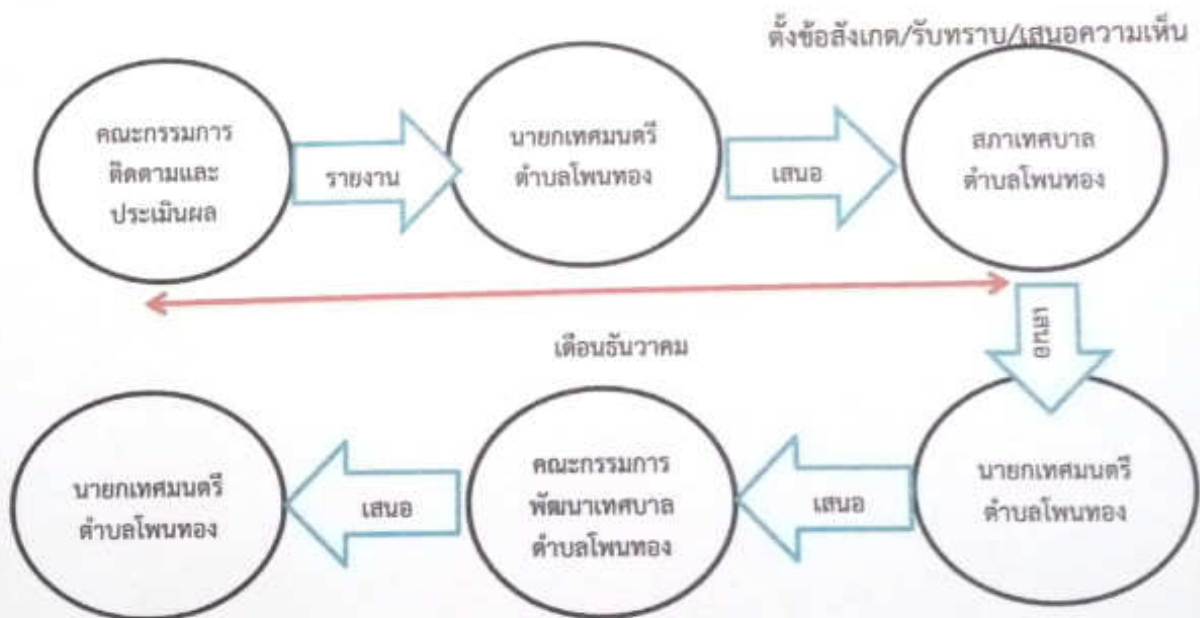 ตั้งข้อสังเกต/รับทราบ/เสนอความเห็น
คณะกรรมการ
ติดตามและ
ประเมินผล
รายงาน
นายกเทศมนตรี
ตำบลโพนทอง
เสนอ
สภาเทศบาล
ตำบลโพนทอง
เสนอ
เดือนธันวาคม
นายกเทศมนตรี
ตำบลโพนทอง
เสนอ
คณะกรรมการ
พัฒนาเทศบาล
ตำบลโพนทอง
เสนอ
นายกเทศมนตรี
ตำบลโพนทอง